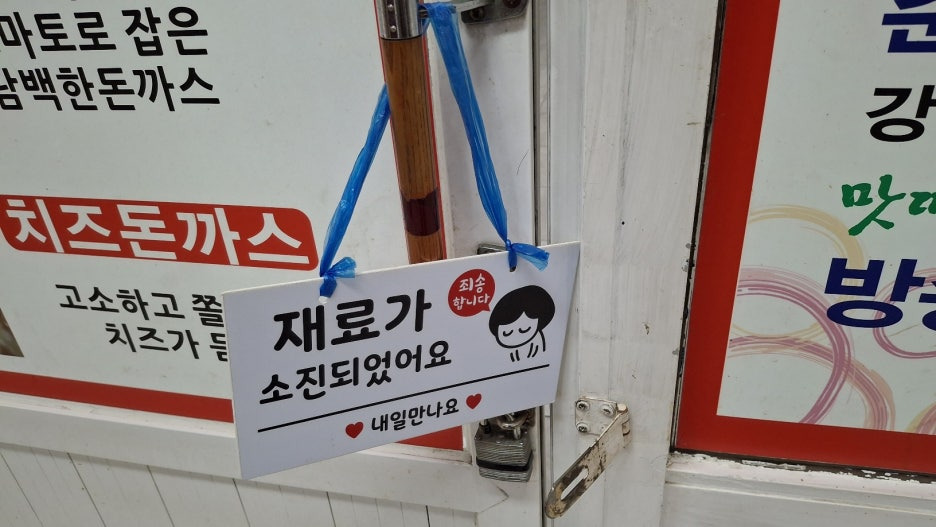 마토로 잡은
담백한돈까스
치즈돈까스
고소하고 쫄
치즈가 듬
죄송
합니다
재료가
소진되었어요
내일만나요
강
맛
방